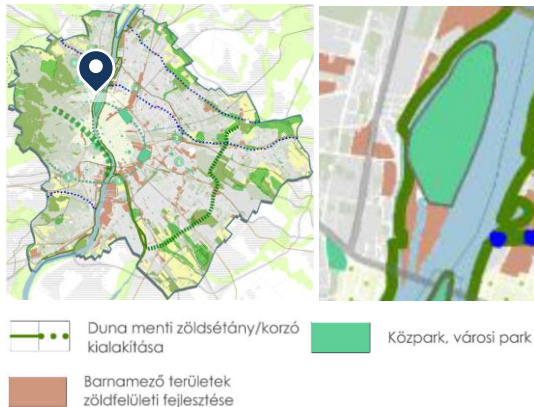 Duna menti zöldsétány/korzó
kialakítása
Közpark, városi park
Barnamező területek
zöldfelületi fejlesztése